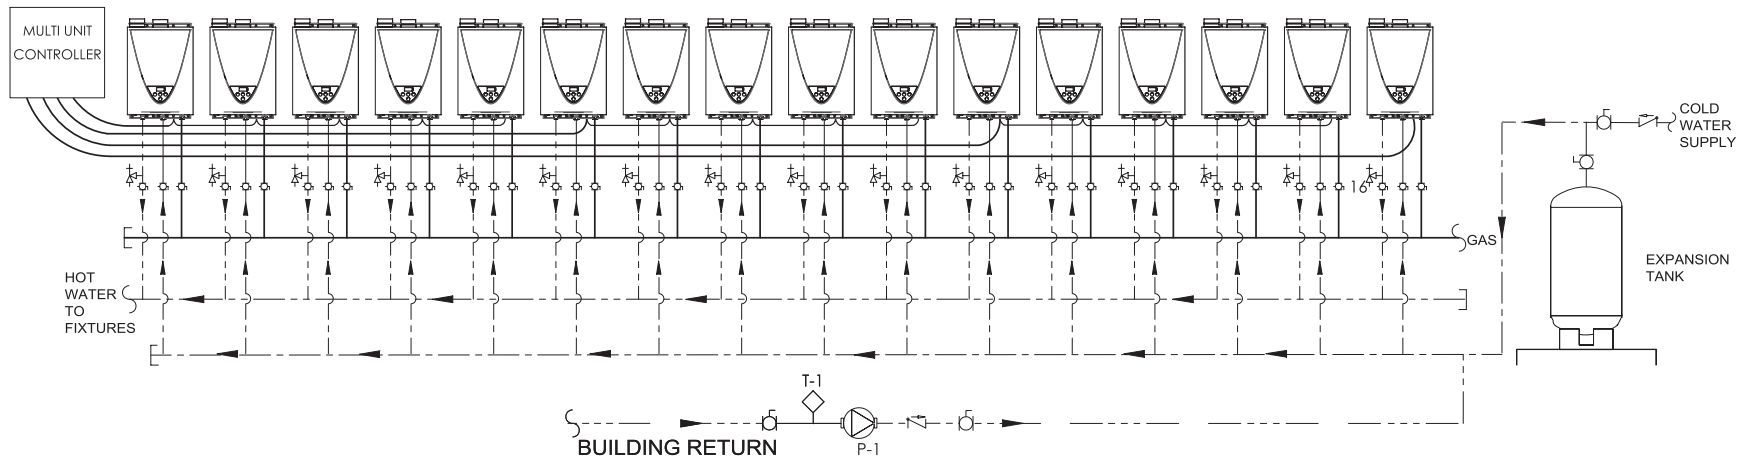 MULTI UNIT
CONTROLLER
COLD
WATER
SUPPLY
16
GAS
EXPANSION
TANK
HOT
WATER
TO
FIXTURES
T-1
BUILDING RETURN
P-1